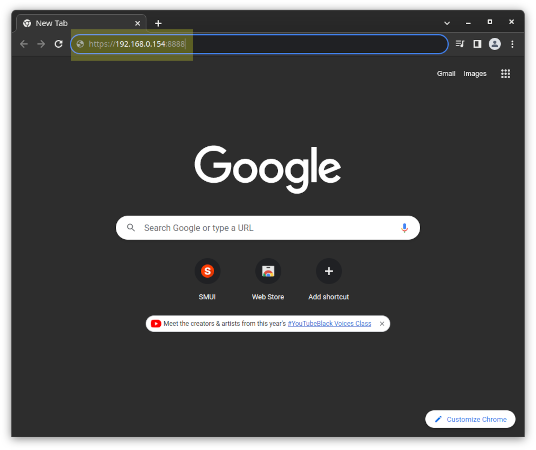 New Tab
https://192.168.0.154:8888
Gmail Images
Google
Search Google or type a URL
S
SMUI Web Store Add shortcut
Meet the creators & artists from this year's #YouTubeBlack Voices Class
Customize Chrome